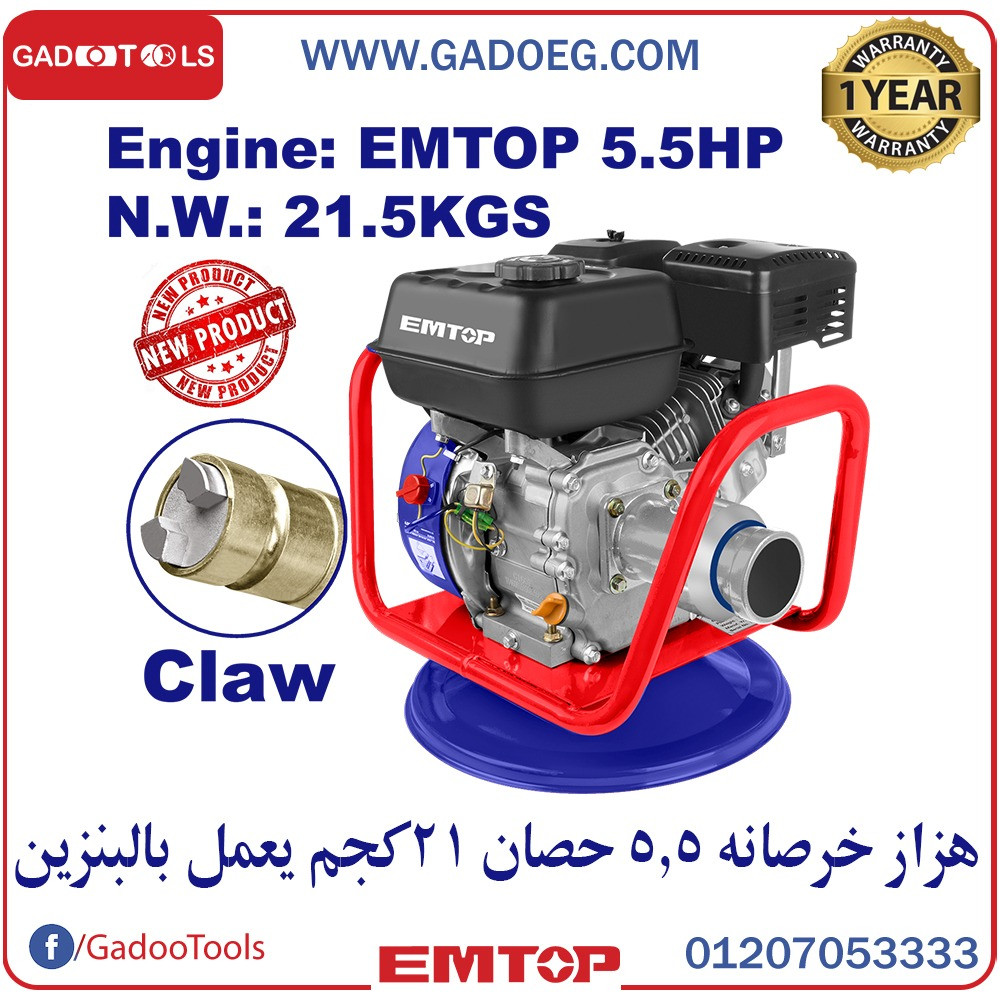 GADOOTOOLS
WWW.GADOEG.COM
WARRANTY
1 YEAR
WARRANTY
Engine: EMTOP 5.5HP
N.W.: 21.5KGS
NEW PRODUCT
NEW PRODUCT
NEW PRODUCT
EMTOP
Claw
هزاز خرصانه ٥,٥ حصان ٢١كجم يعمل بالبنزين
f/GadooTools
EMTOP
01207053333